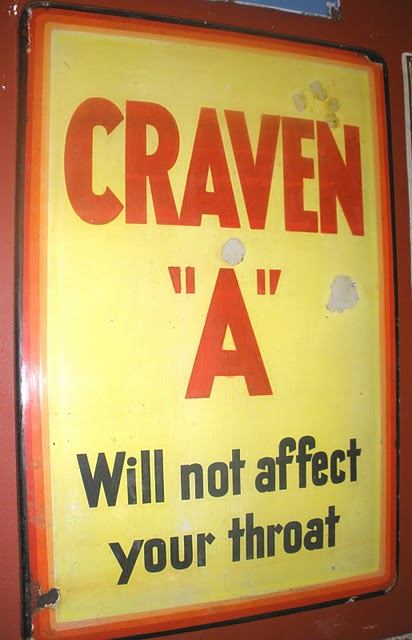 CRAVEN
"A"
Will not affect
your throat